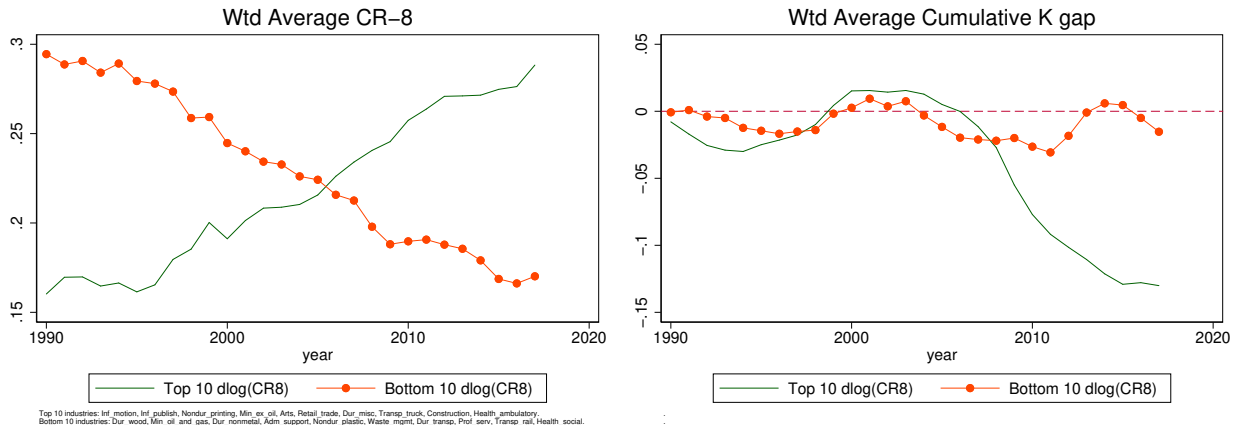 Wtd Average CR−8
.3
.25
.2
.15
1990
2000
2010
2020
year
Top 10 dlog(CR8)
Bottom 10 dlog(CR8)
Top 10 industries: Inf_motion, Inf_publish, Nondur_printing, Min_ex_oil, Arts, Retail_trade, Dur_misc, Transp_truck, Construction, Health_ambulatory.
Bottom 10 industries: Dur_wood, Min_oil_and_gas, Dur_nonmetal, Adm_support, Nondur_plastic, Waste_mgmt, Dur_transp, Prof_serv, Transp_rail, Health_social.
Wtd Average Cumulative K gap
.05
0
−.05
−.1
−.15
1990
2000
2010
2020
year
Top 10 dlog(CR8)
Bottom 10 dlog(CR8)